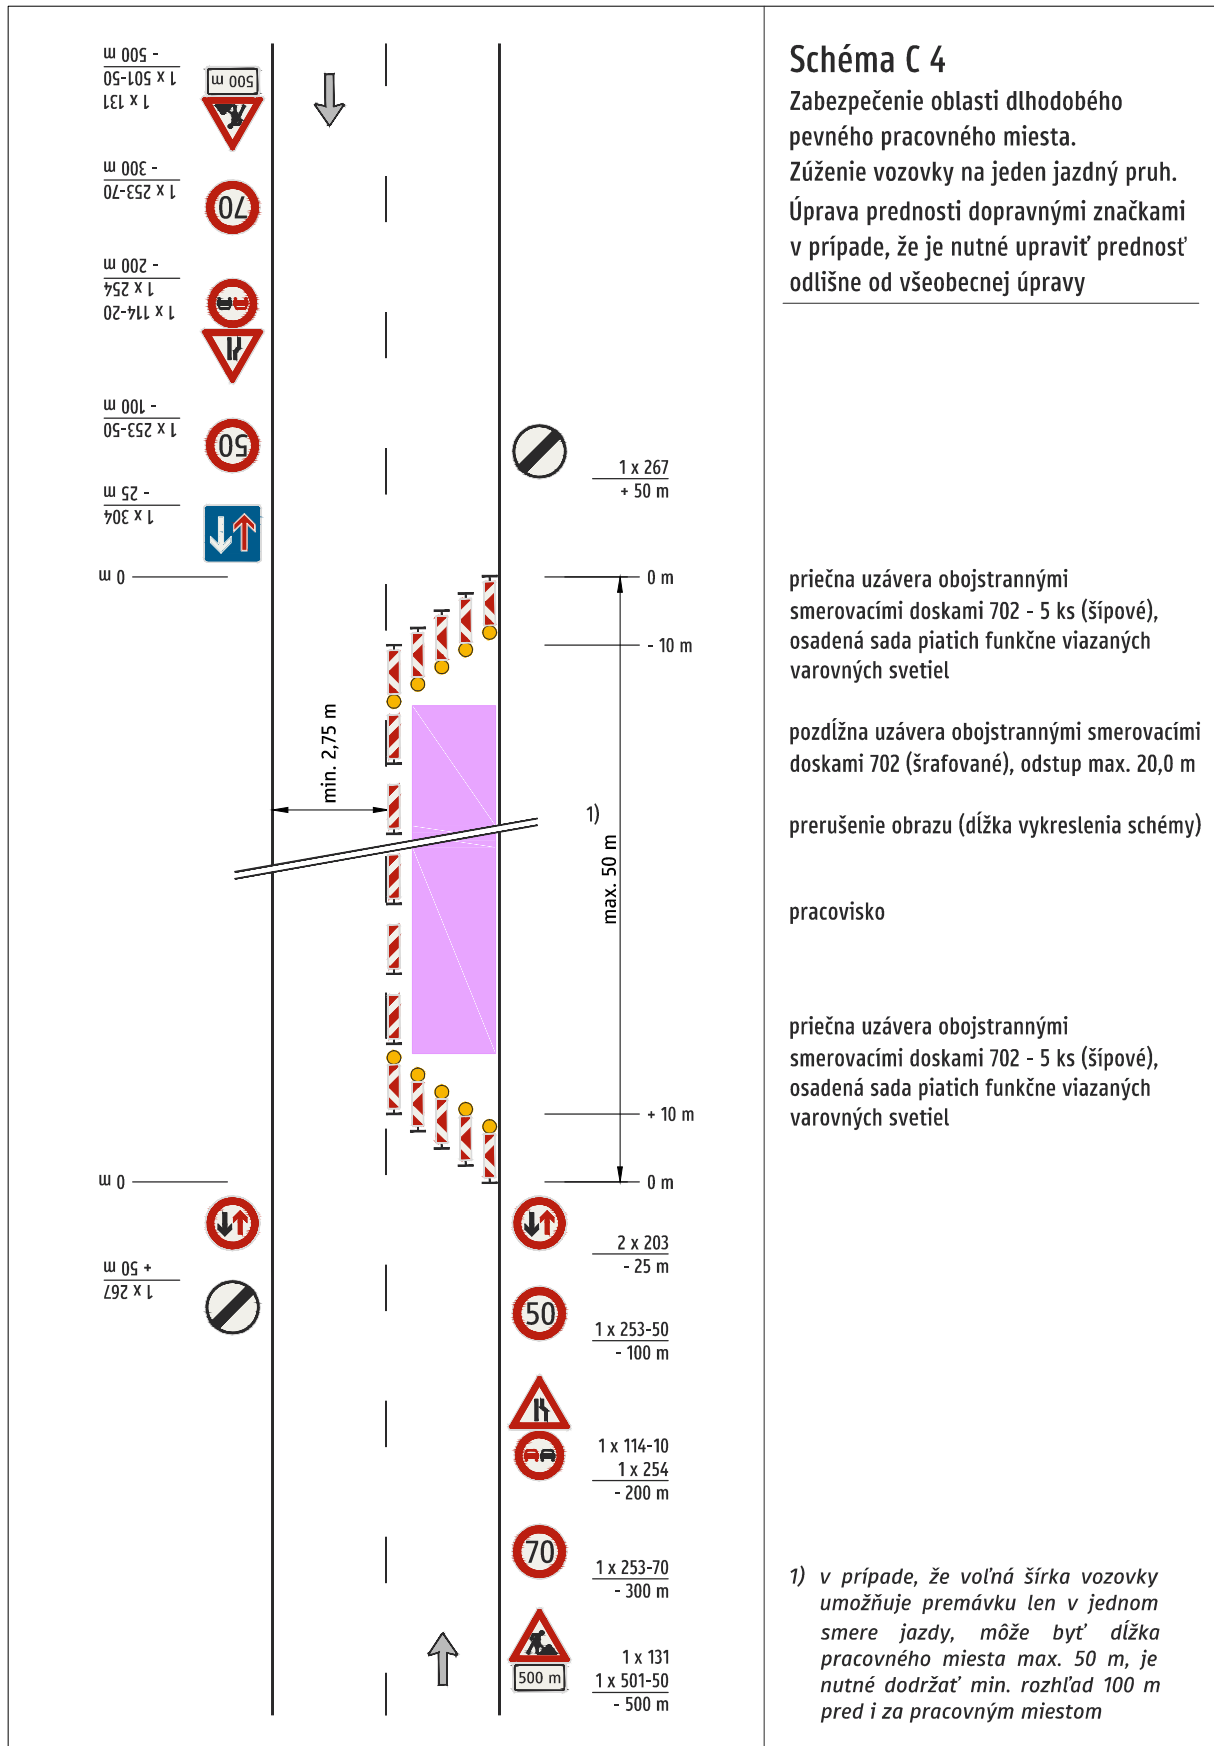 Schéma C 4
Zabezpečenie oblasti dlhodobého
pevného pracovného miesta.
Zúženie vozovky na jeden jazdný pruh.
Úprava prednosti dopravnými značkami
v prípade, že je nutné upraviť prednosť
odlišne od všeobecnej úpravy
- 500 m
1 x 501-50
1 x 131
500 m
- 300 m
1 x 253-70
70
- 200 m
1 x 254
1 x 114-20
- 100 m
1 x 253-50
50
- 25 m
1 x 304
0 m
1 x 267
+ 50 m
0 m
- 10 m
priečna uzávera obojstrannými
smerovacími doskami 702 - 5 ks (šípové),
osadená sada piatich funkčne viazaných
varovných svetiel
min. 2,75 m
pozdĺžna uzávera obojstrannými smerovacími
doskami 702 (šrafované), odstup max. 20,0 m
1)
max. 50 m
prerušenie obrazu (dĺžka vykreslenia schémy)
pracovisko
priečna uzávera obojstrannými
smerovacími doskami 702 - 5 ks (šípové),
osadená sada piatich funkčne viazaných
varovných svetiel
+ 10 m
0 m
0 m
+ 50 m
1 x 267
2 x 203
- 25 m
50
1 x 253-50
- 100 m
1 x 114-10
1 x 254
- 200 m
70
1 x 253-70
- 300 m
500 m
1 x 131
1 x 501-50
- 500 m
1) v prípade, že voľná šírka vozovky
umožňuje premávku len v jednom
smere jazdy, môže byť dĺžka
pracovného miesta max. 50 m, je
nutné dodržať min. rozhľad 100 m
pred i za pracovným miestom